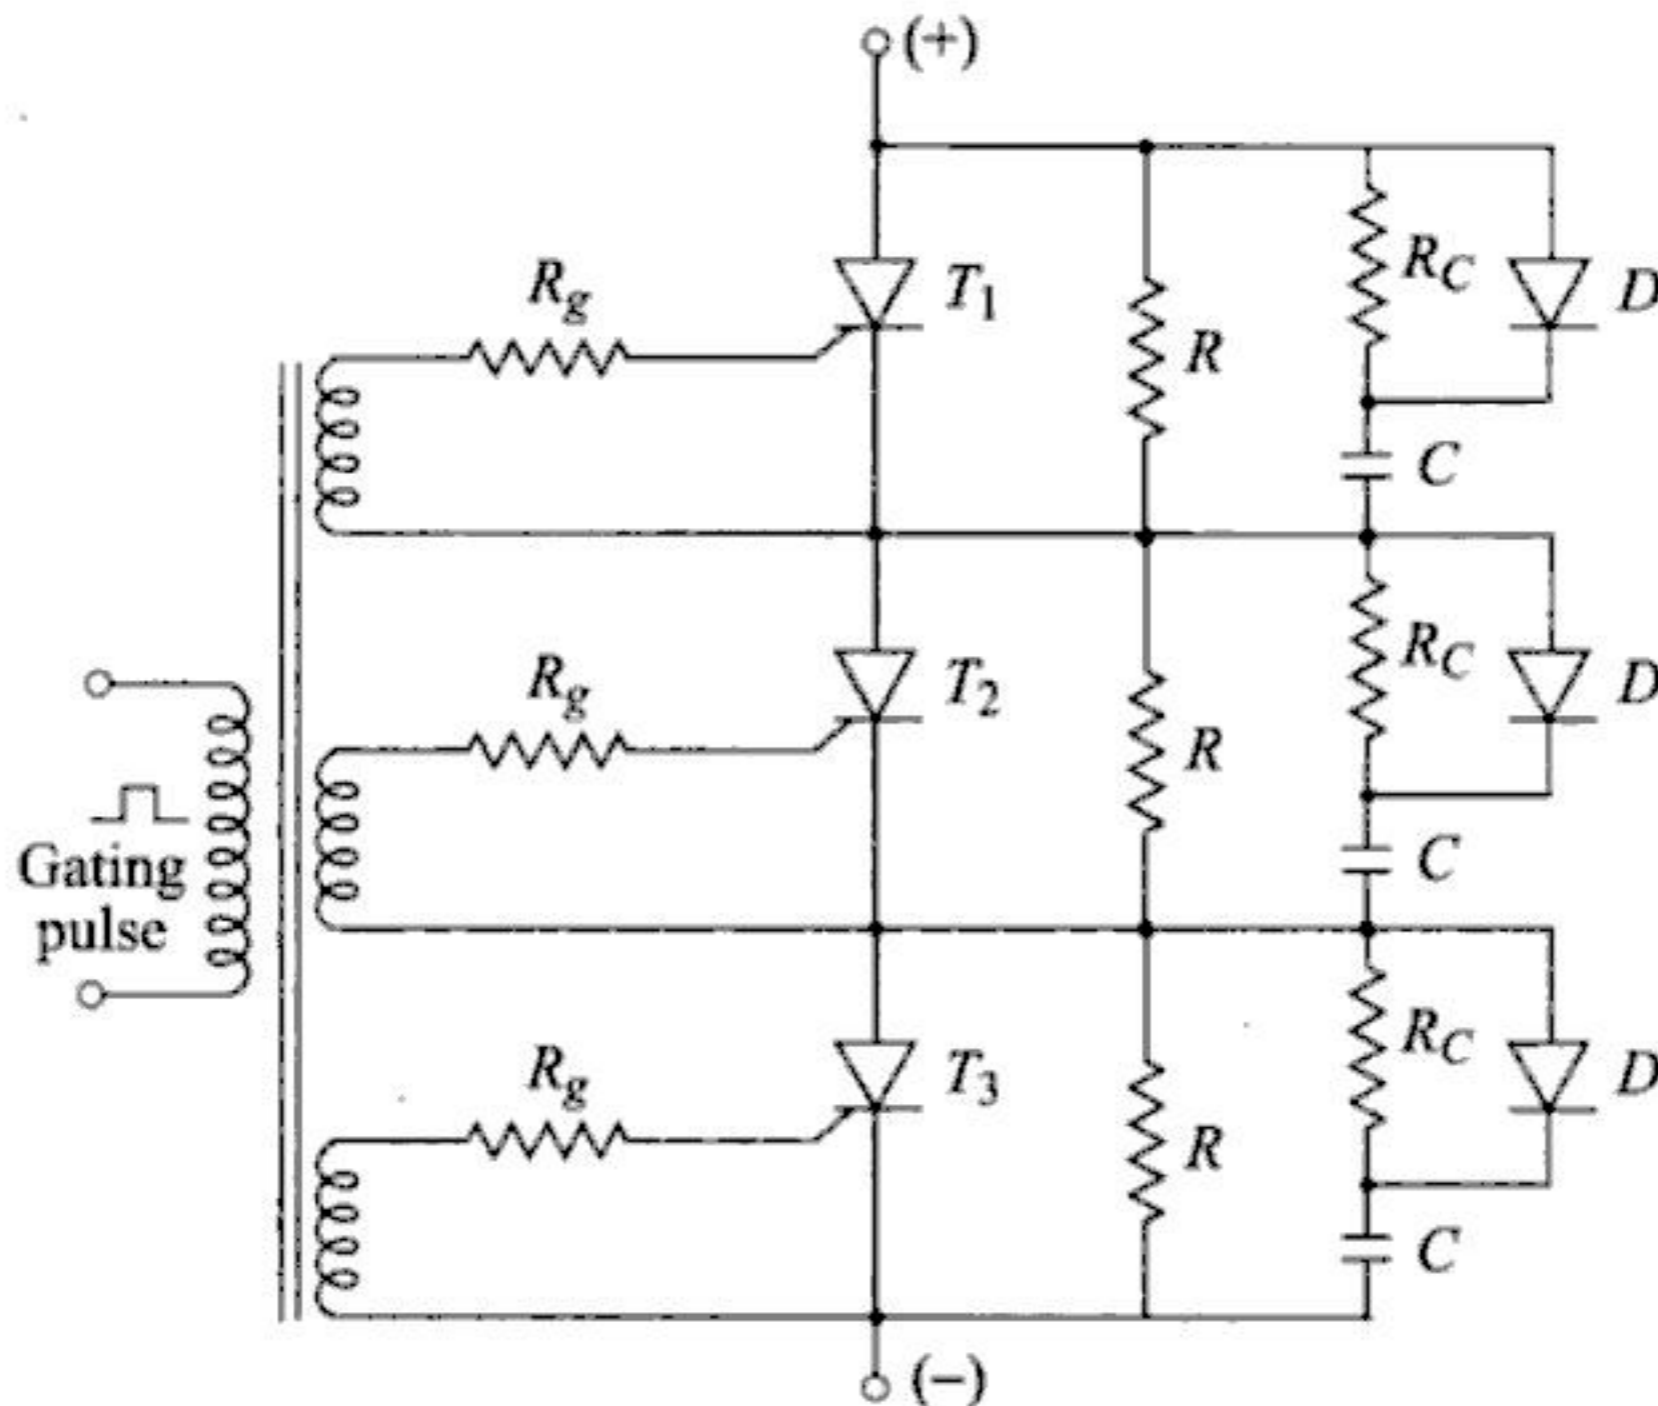 (+)
R_g
T_1
R
R_C
D
C
R_g
T_2
R
R_C
D
C
Gating
pulse
R_g
T_3
R
R_C
D
C
(−)